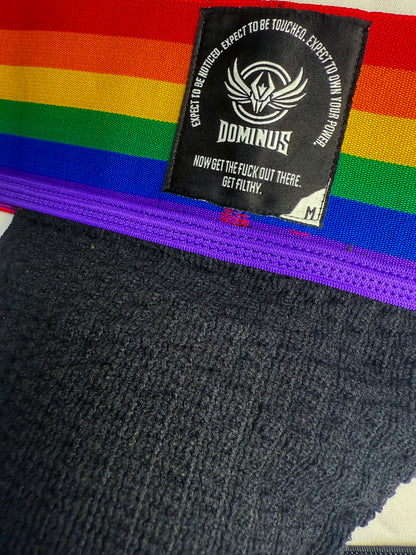 EXPECT TO BE NOTICED. EXPECT TO BE TOUCHED. EXPECT TO OWN YOUR POWER.
DOMINUS
NOW GET THE FUCK OUT THERE.
GET FILTHY.
M